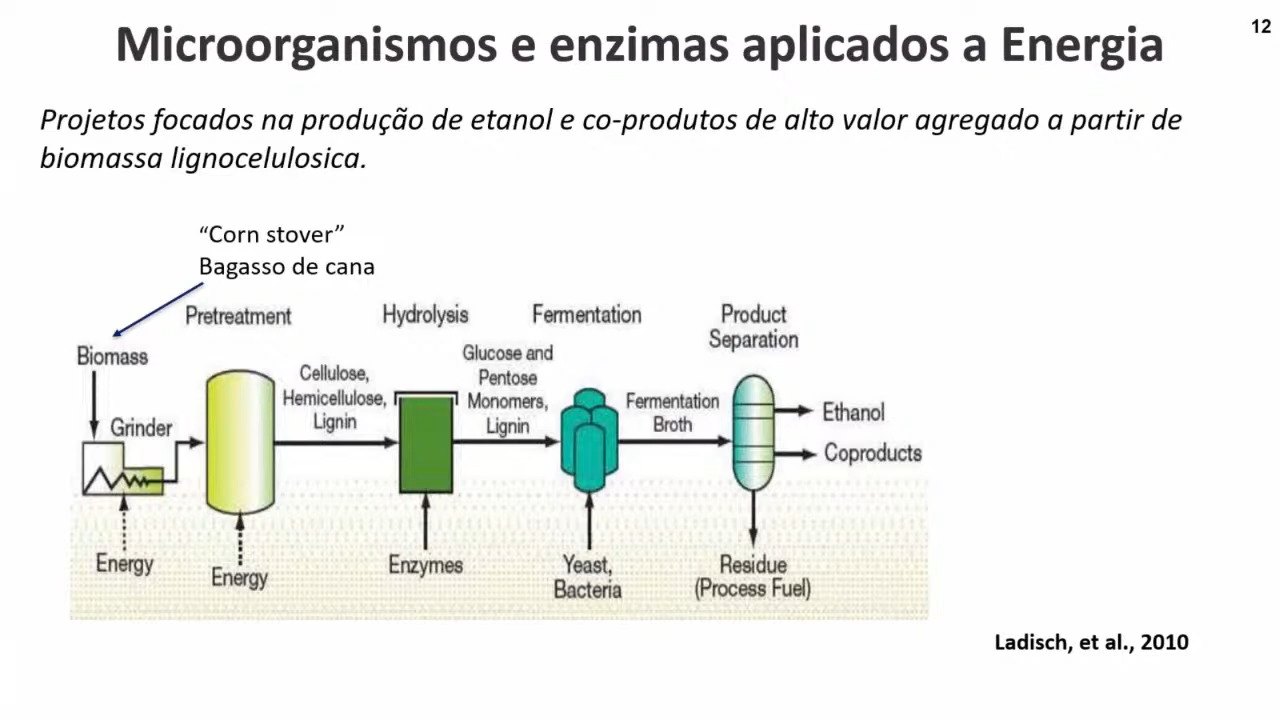 12
Microorganismos e enzimas aplicados a Energia
Projetos focados na produção de etanol e co-produtos de alto valor agregado a partir de
biomassa lignocelulosica.
“Corn stover”
Bagasso de cana
Pretreatment
Hydrolysis
Fermentation
Product
Separation
Biomass
Grinder
Cellulose,
Hemicellulose,
Lignin
Glucose and
Pentose
Monomers,
Lignin
Fermentation
Broth
Ethanol
Coproducts
Energy
Energy
Enzymes
Yeast,
Bacteria
Residue
(Process Fuel)
Ladisch, et al., 2010